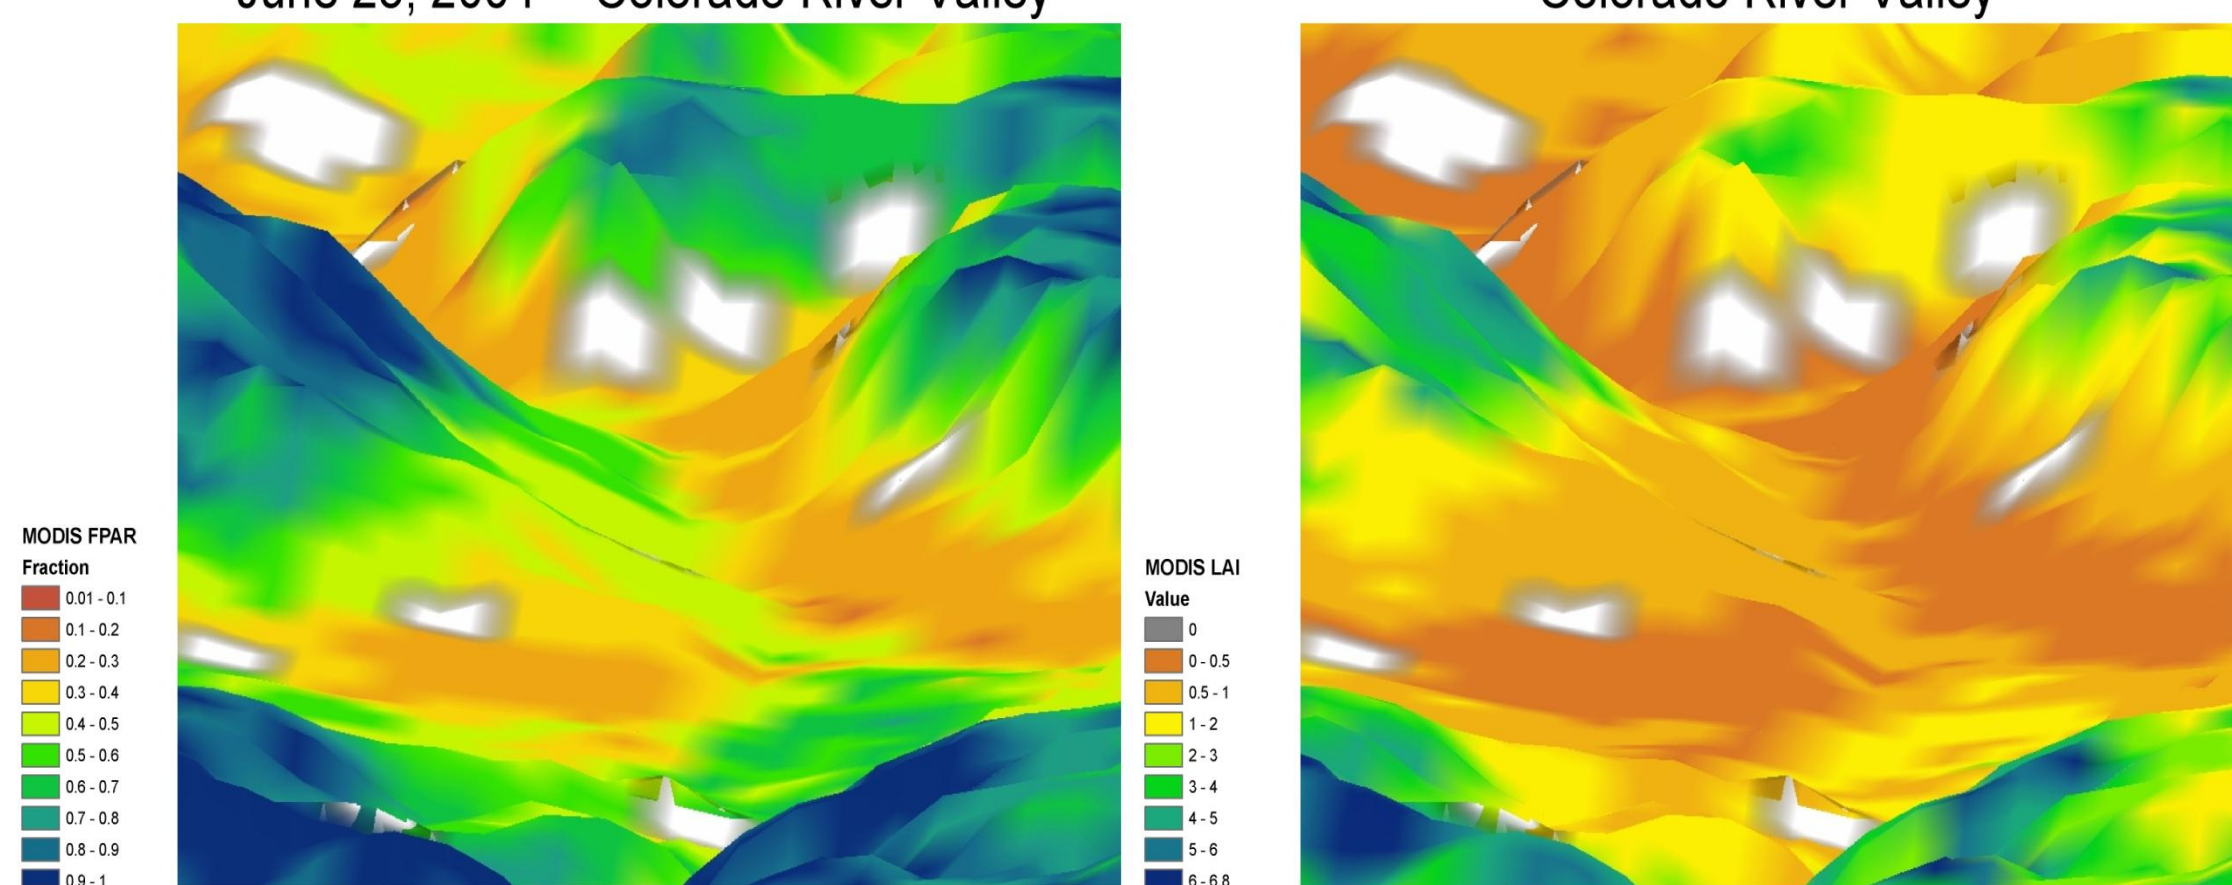 Colorado River Valley
Colorado River Valley
MODIS FPAR
Fraction
0.01 - 0.1
0.1 - 0.2
0.2 - 0.3
0.3 - 0.4
0.4 - 0.5
0.5 - 0.6
0.6 - 0.7
0.7 - 0.8
0.8 - 0.9
0.9 - 1
MODIS LAI
Value
0
0 - 0.5
0.5 - 1
1 - 2
2 - 3
3 - 4
4 - 5
5 - 6
6 - 6.8